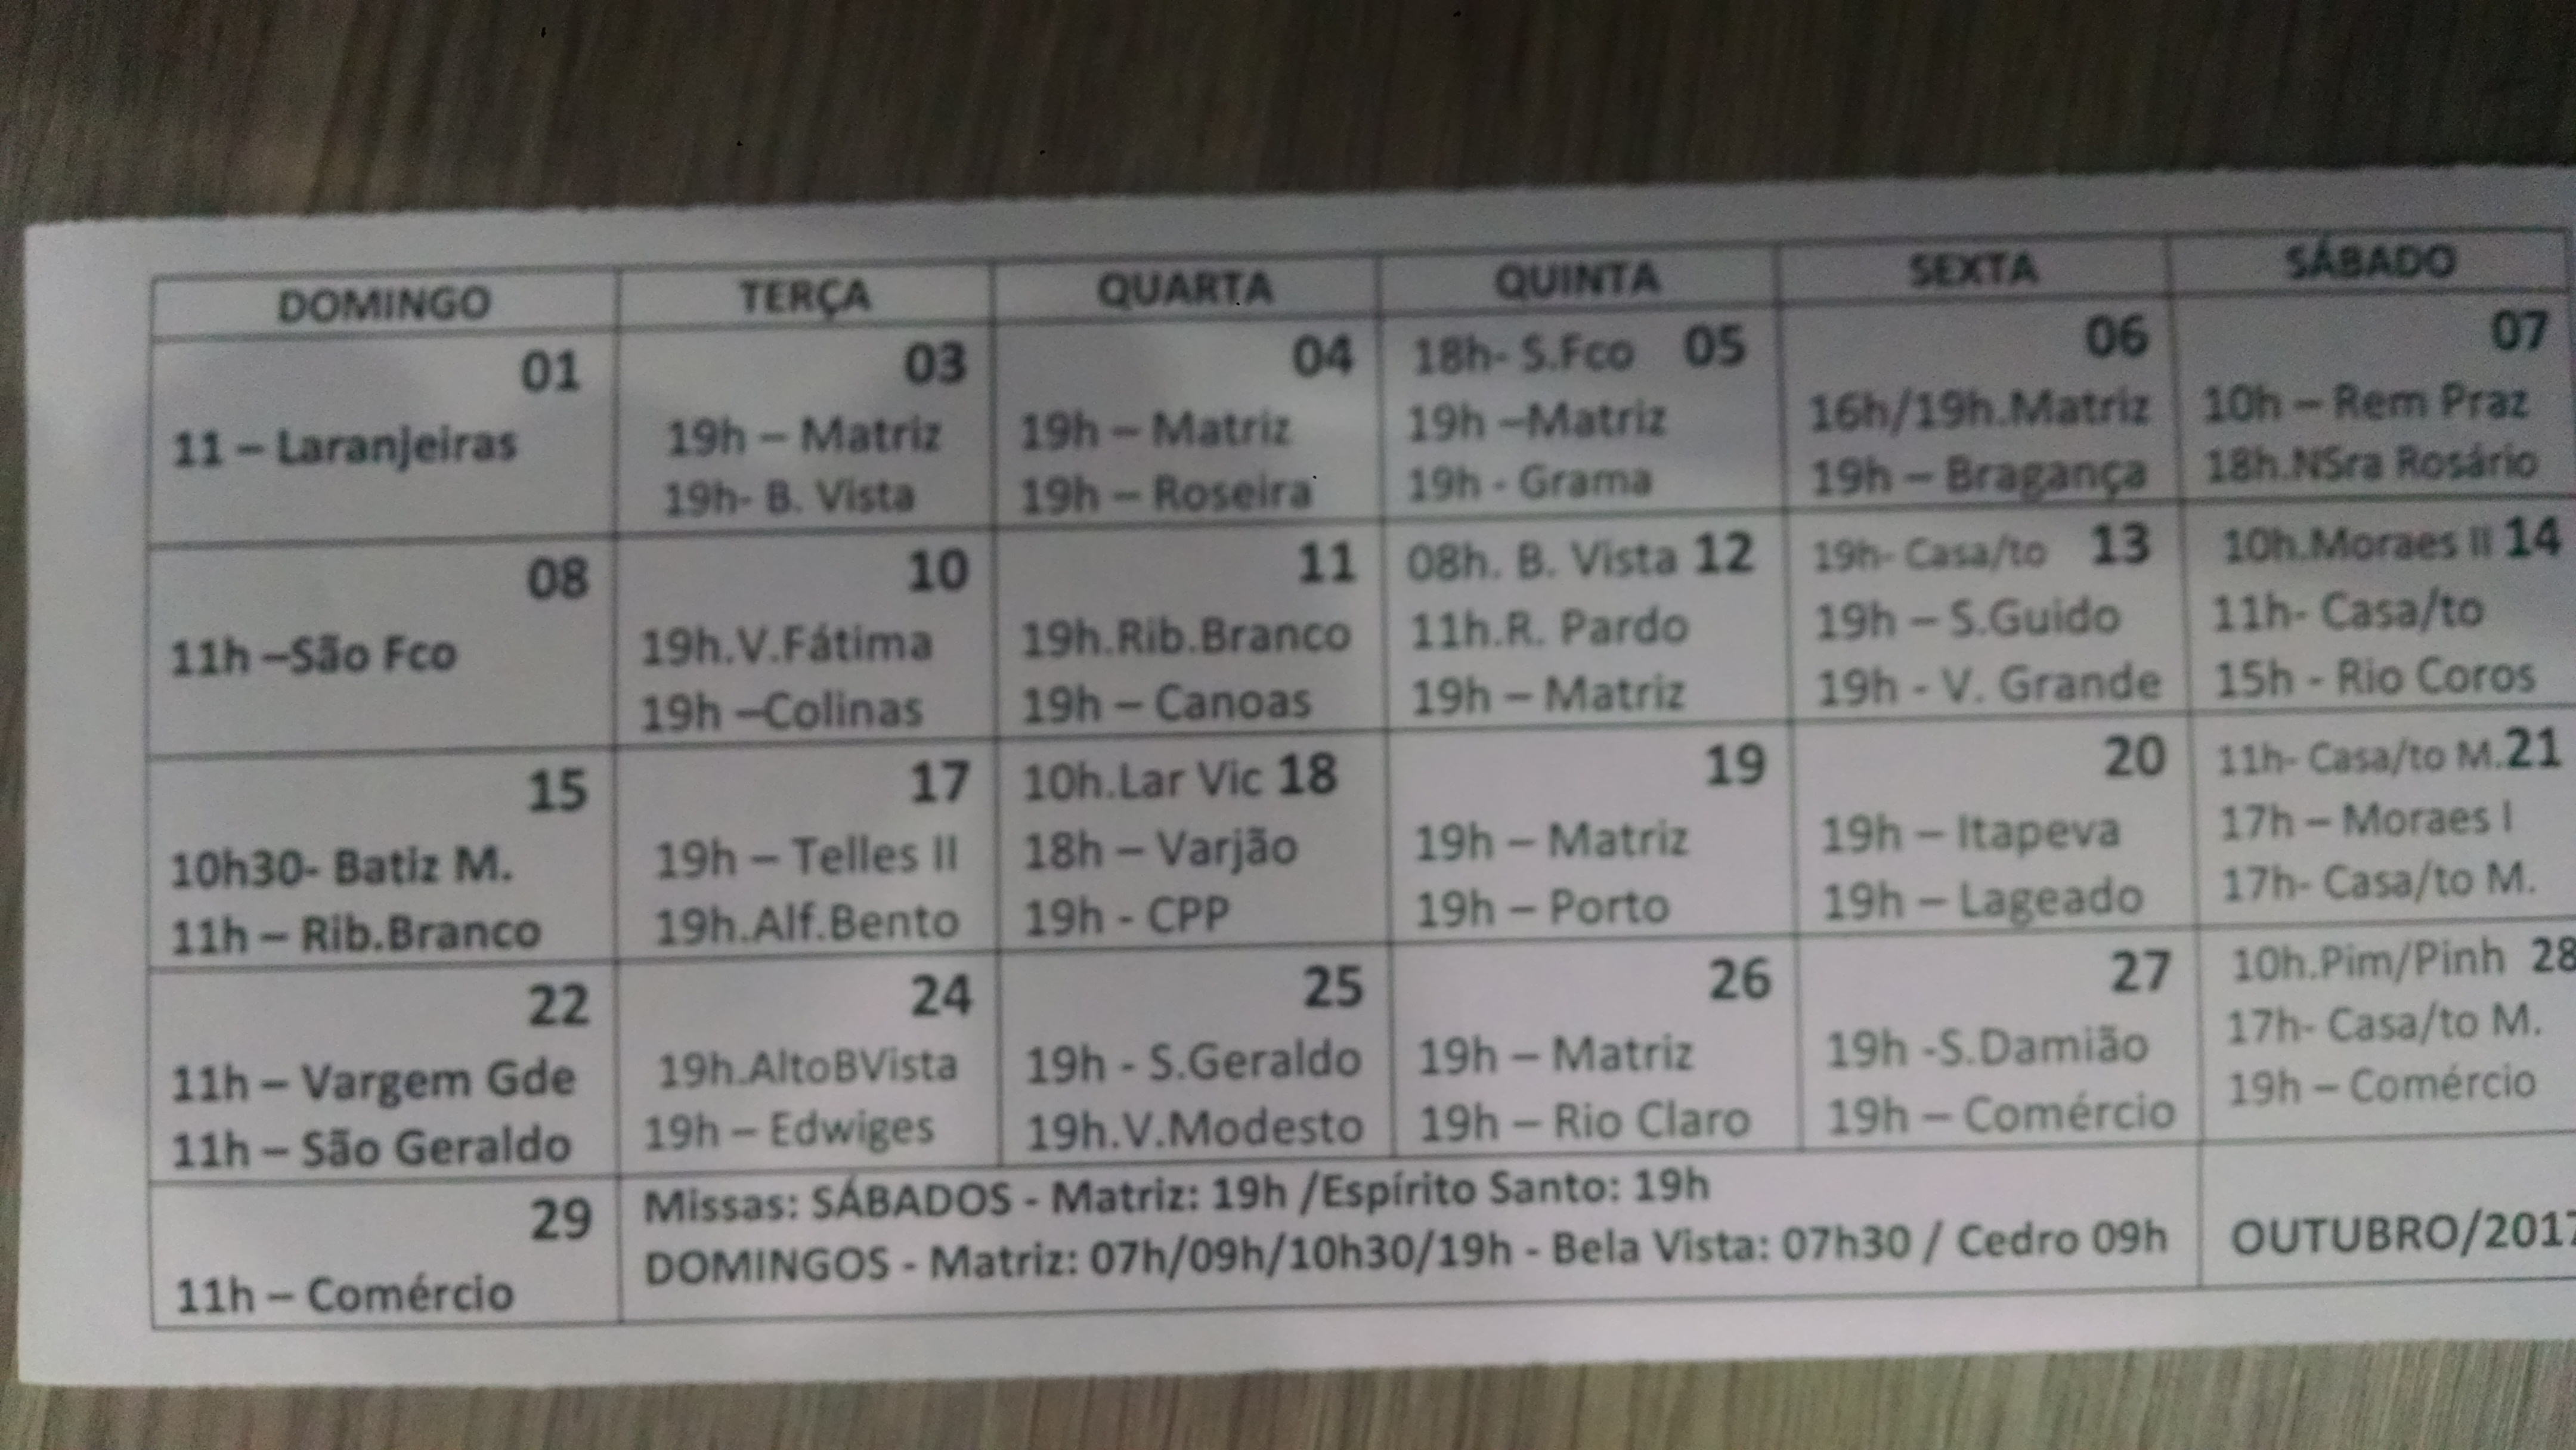 DOMINGO TERÇA QUARTA QUINTA SEXTA SÁBADO
01
11 – Laranjeiras
03
19h – Matriz
19h- B. Vista
04
19h – Matriz
19h – Roseira
18h- S.Fco 05
19h –Matriz
19h - Grama
06
16h/19h.Matriz
19h – Bragança
07
10h – Rem Praz
18h.NSra Rosário
08
11h –São Fco
10
19h.V.Fátima
19h –Colinas
11
19h.Rib.Branco
19h – Canoas
08h. B. Vista 12
11h.R. Pardo
19h – Matriz
19h- Casa/to 13
19h – S.Guido
19h - V. Grande
10h.Moraes II 14
11h- Casa/to
15h - Rio Coros
15
10h30- Batiz M.
11h – Rib.Branco
17
19h – Telles II
19h.Alf.Bento
10h.Lar Vic 18
18h – Varjão
19h - CPP
19
19h – Matriz
19h – Porto
20
19h – Itapeva
19h – Lageado
11h- Casa/to M.21
17h – Moraes I
17h- Casa/to M.
22
11h – Vargem Gde
11h – São Geraldo
24
19h.AltoBVista
19h – Edwiges
25
19h - S.Geraldo
19h.V.Modesto
26
19h – Matriz
19h – Rio Claro
27
19h -S.Damião
19h – Comércio
10h.Pim/Pinh 28
17h- Casa/to M.
19h – Comércio
29
11h – Comércio
Missas: SÁBADOS - Matriz: 19h /Espírito Santo: 19h
DOMINGOS - Matriz: 07h/09h/10h30/19h - Bela Vista: 07h30 / Cedro 09h
OUTUBRO/2017